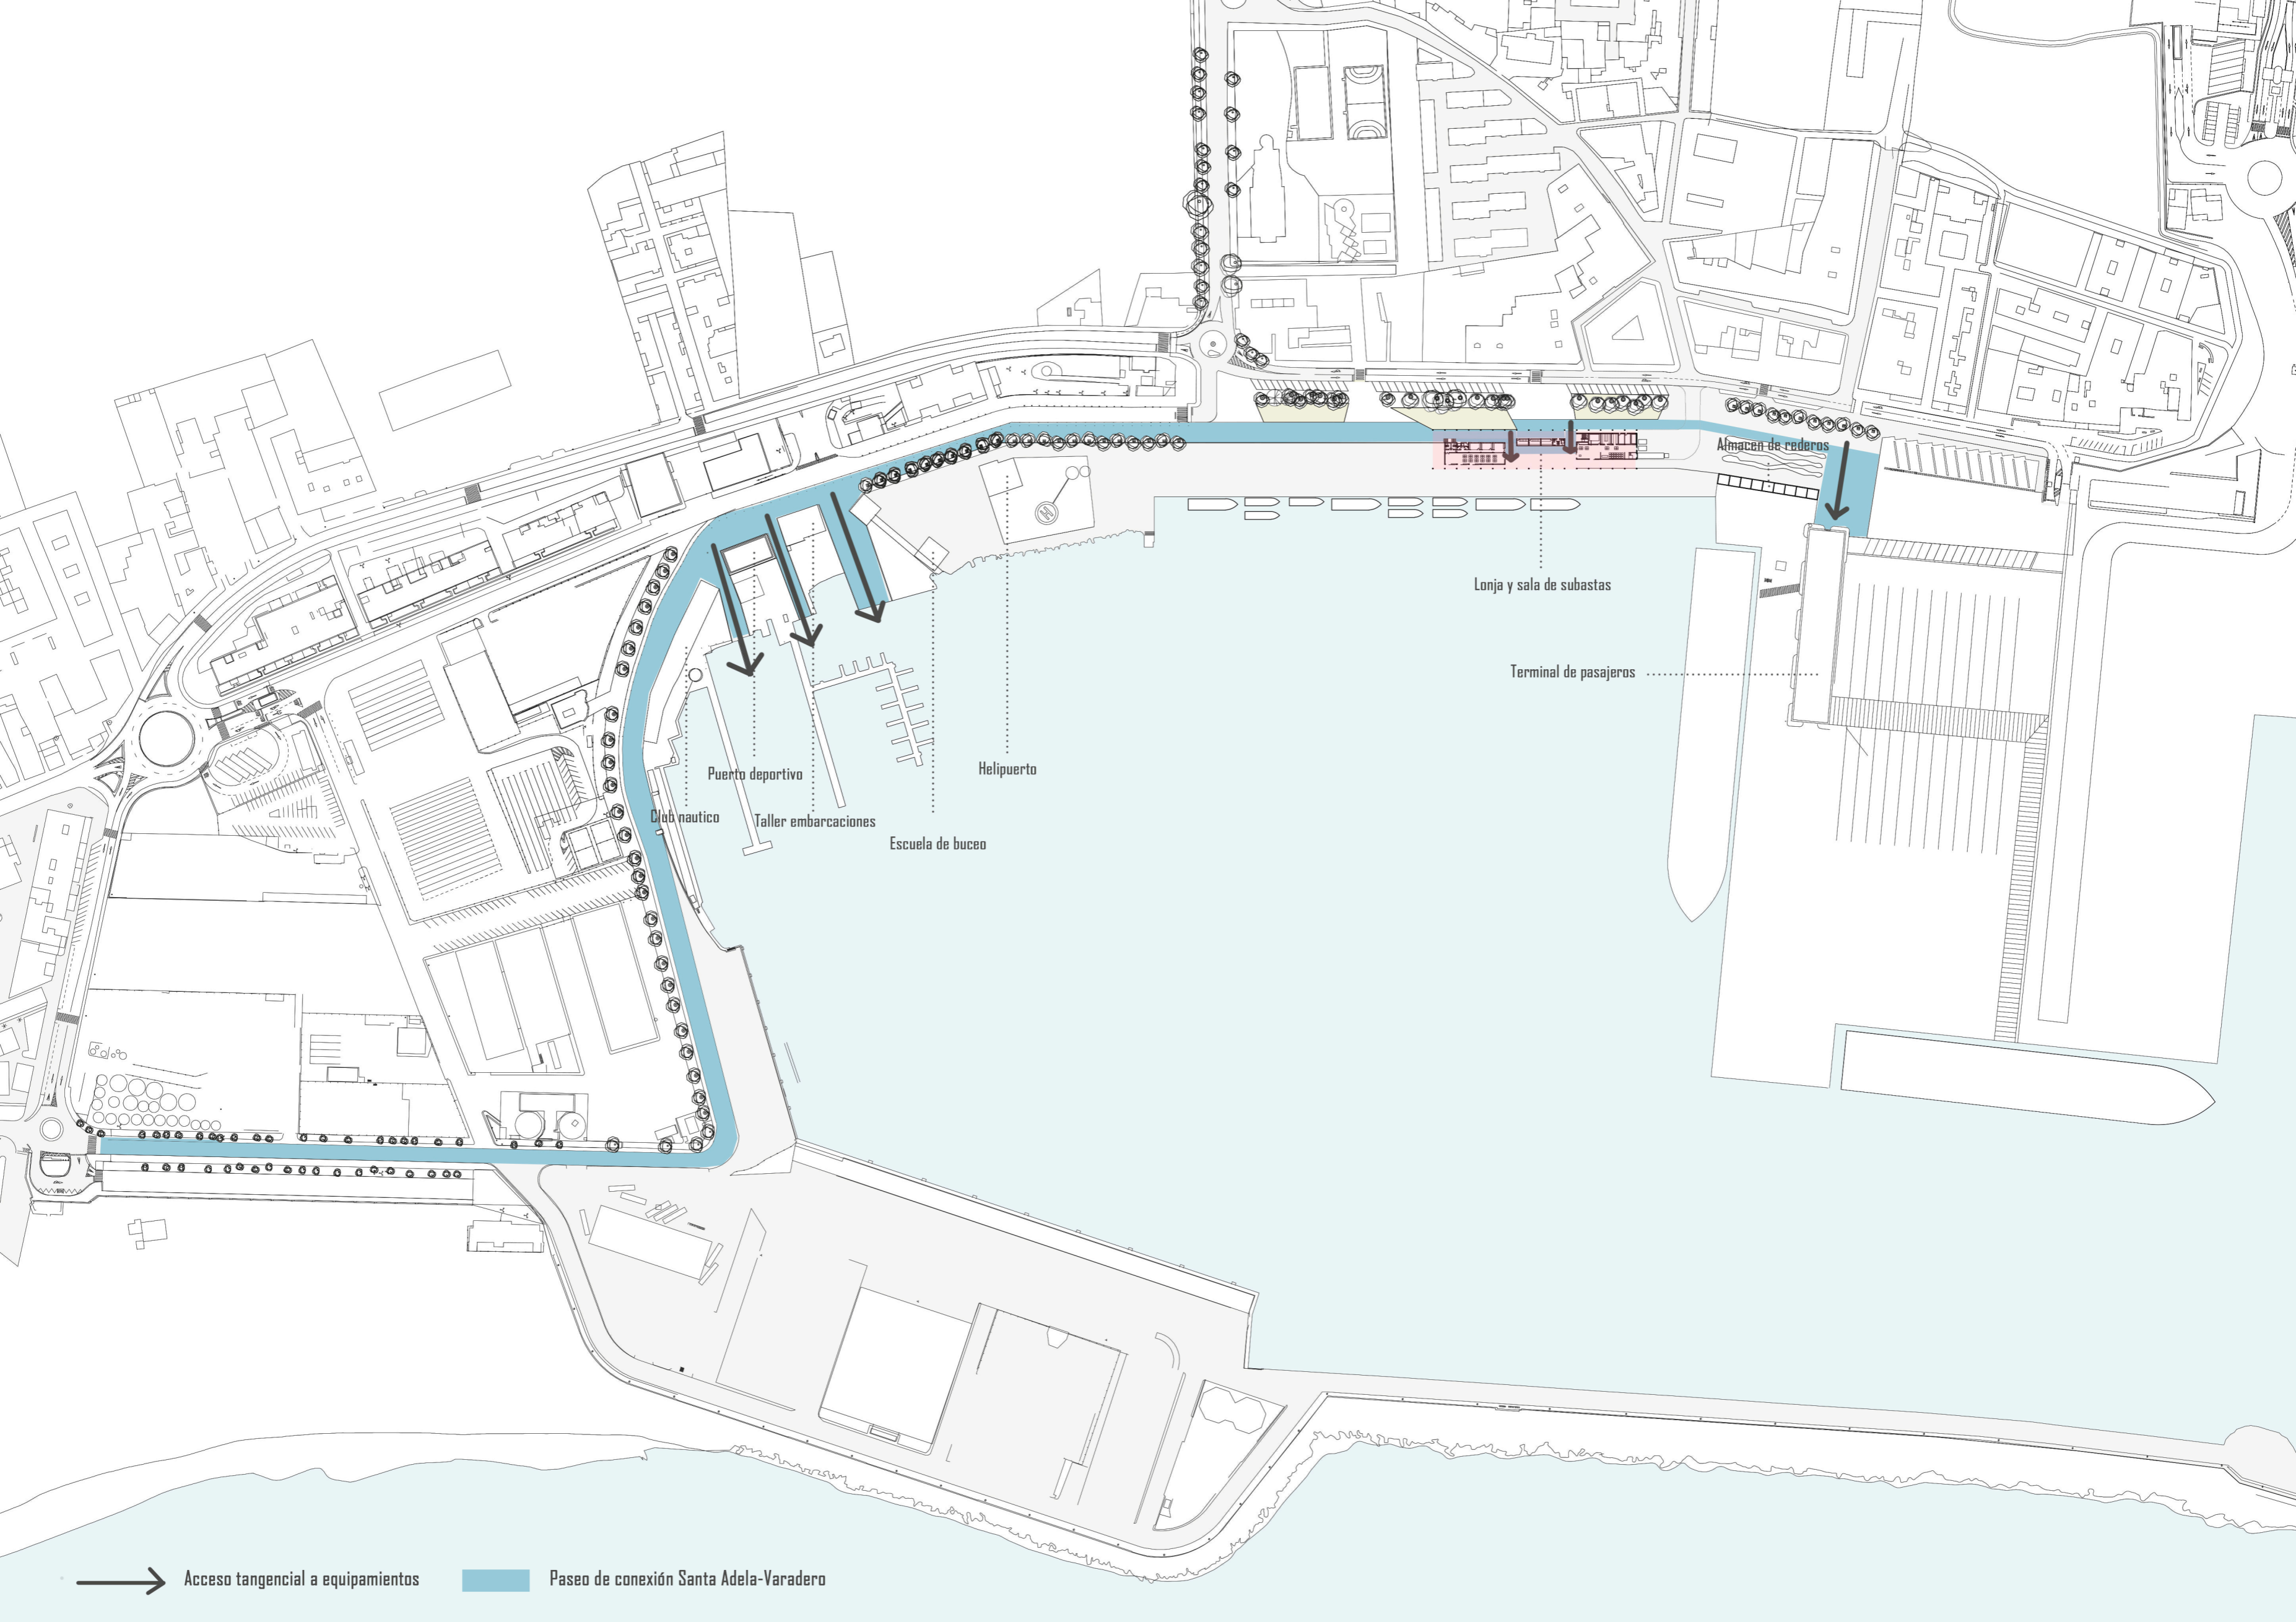 Almacén de rederos
Lonja y sala de subastas
Terminal de pasajeros
Helipuerto
Puerto deportivo
Club nautico
Taller embarcaciones
Escuela de buceo
Acceso tangencial a equipamientos
Paseo de conexión Santa Adela-Varadero